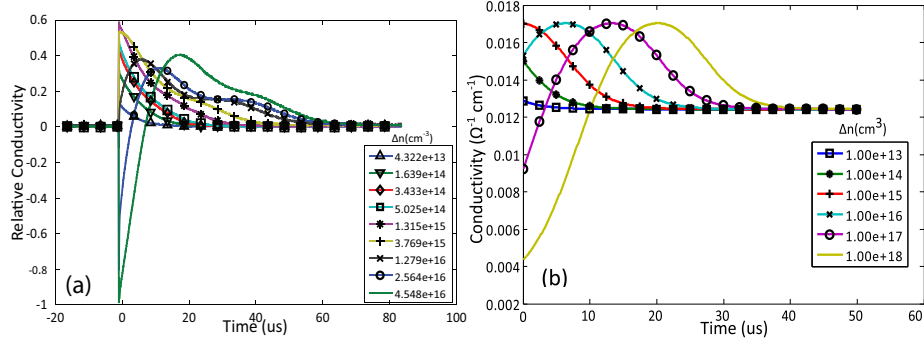 0.6
0.4
0.2
0
-0.2
-0.4
-0.6
-0.8
-1
Relative Conductivity
-20
0
20
40
60
80
100
Time (us)
(a)
Δn(cm⁻³)
4.322e+13
1.639e+14
3.433e+14
5.025e+14
1.315e+15
3.769e+15
1.279e+16
2.564e+16
4.548e+16
0.018
0.016
0.014
0.012
0.010
0.008
0.006
0.004
0.002
Conductivity (Ω⁻¹ cm⁻¹)
0
10
20
30
40
50
60
Time (us)
(b)
Δn(cm³)
1.00e+13
1.00e+14
1.00e+15
1.00e+16
1.00e+17
1.00e+18